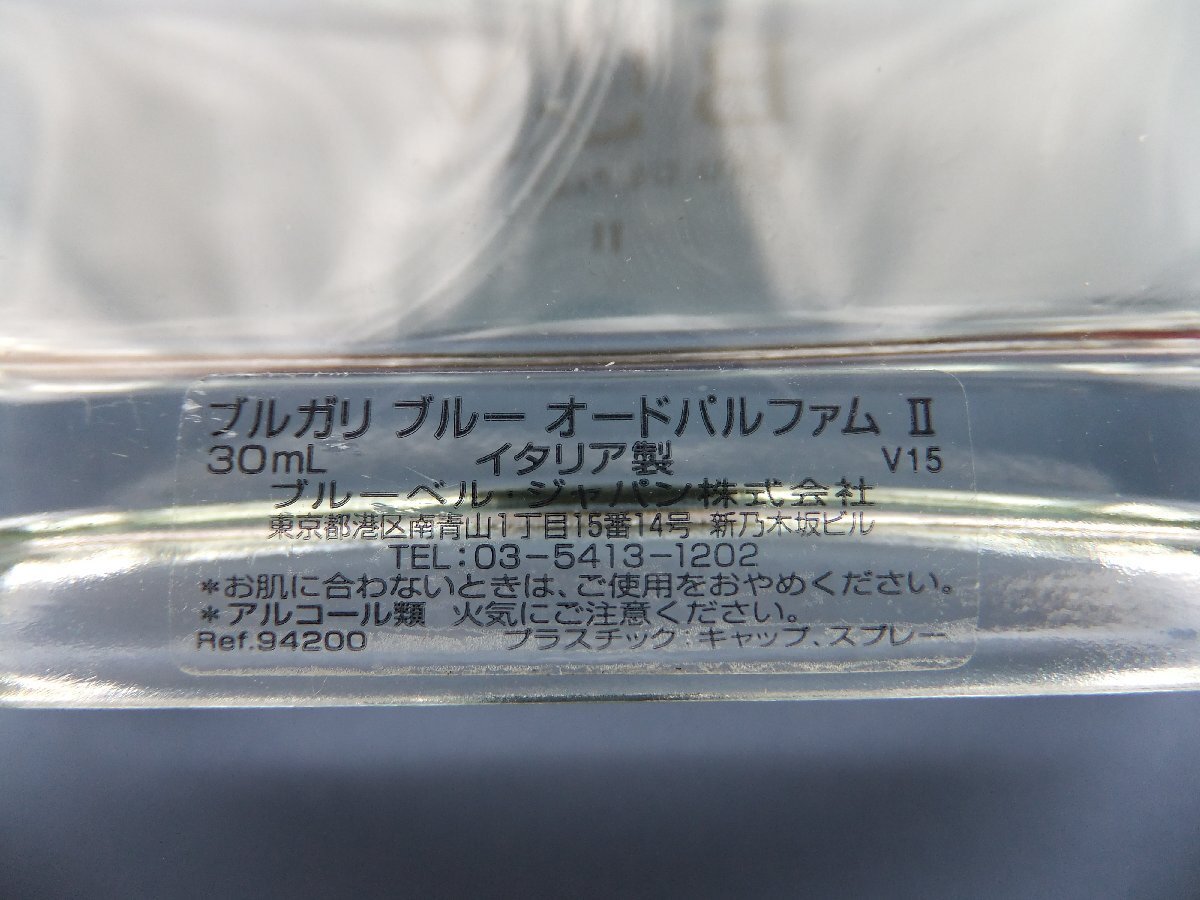 II
ブルガリ ブルー オードパルファム II
30mL イタリア製 V15
ブルーベル・ジャパン株式会社
東京都港区南青山1丁目15番14号 新乃木坂ビル
TEL:03-5413-1202
*お肌に合わないときは、ご使用をおやめください。
*アルコール類 火気にご注意ください。
Ref.94200 プラスチック:キャップ、スプレー